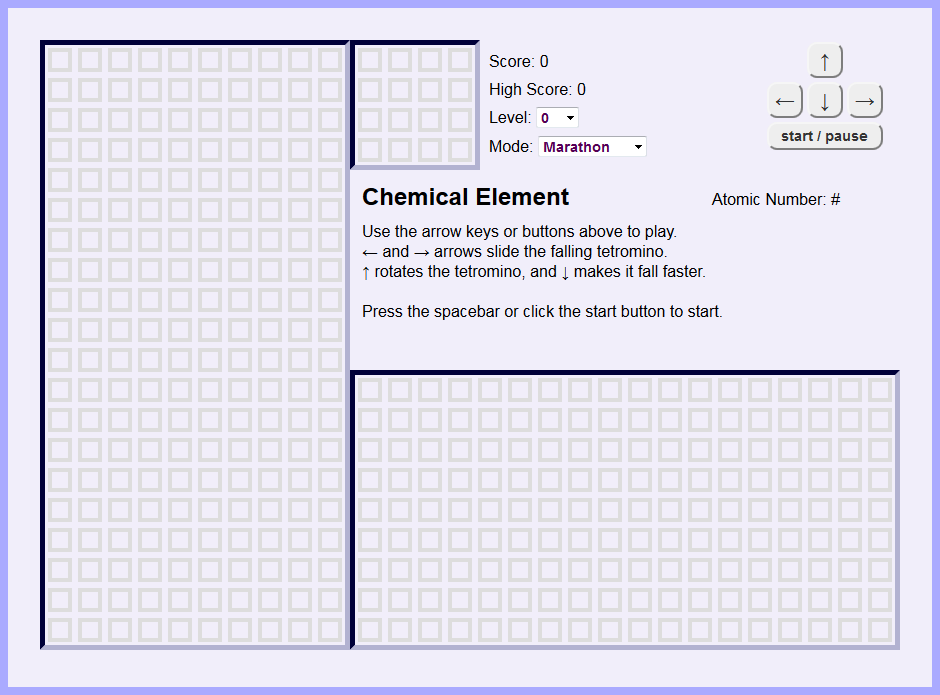 Score: 0
High Score: 0
Level: 0
Mode: Marathon
↑
← ↓ →
start / pause
Chemical Element
Atomic Number: #
Use the arrow keys or buttons above to play.
← and → arrows slide the falling tetromino.
↑ rotates the tetromino, and ↓ makes it fall faster.
Press the spacebar or click the start button to start.